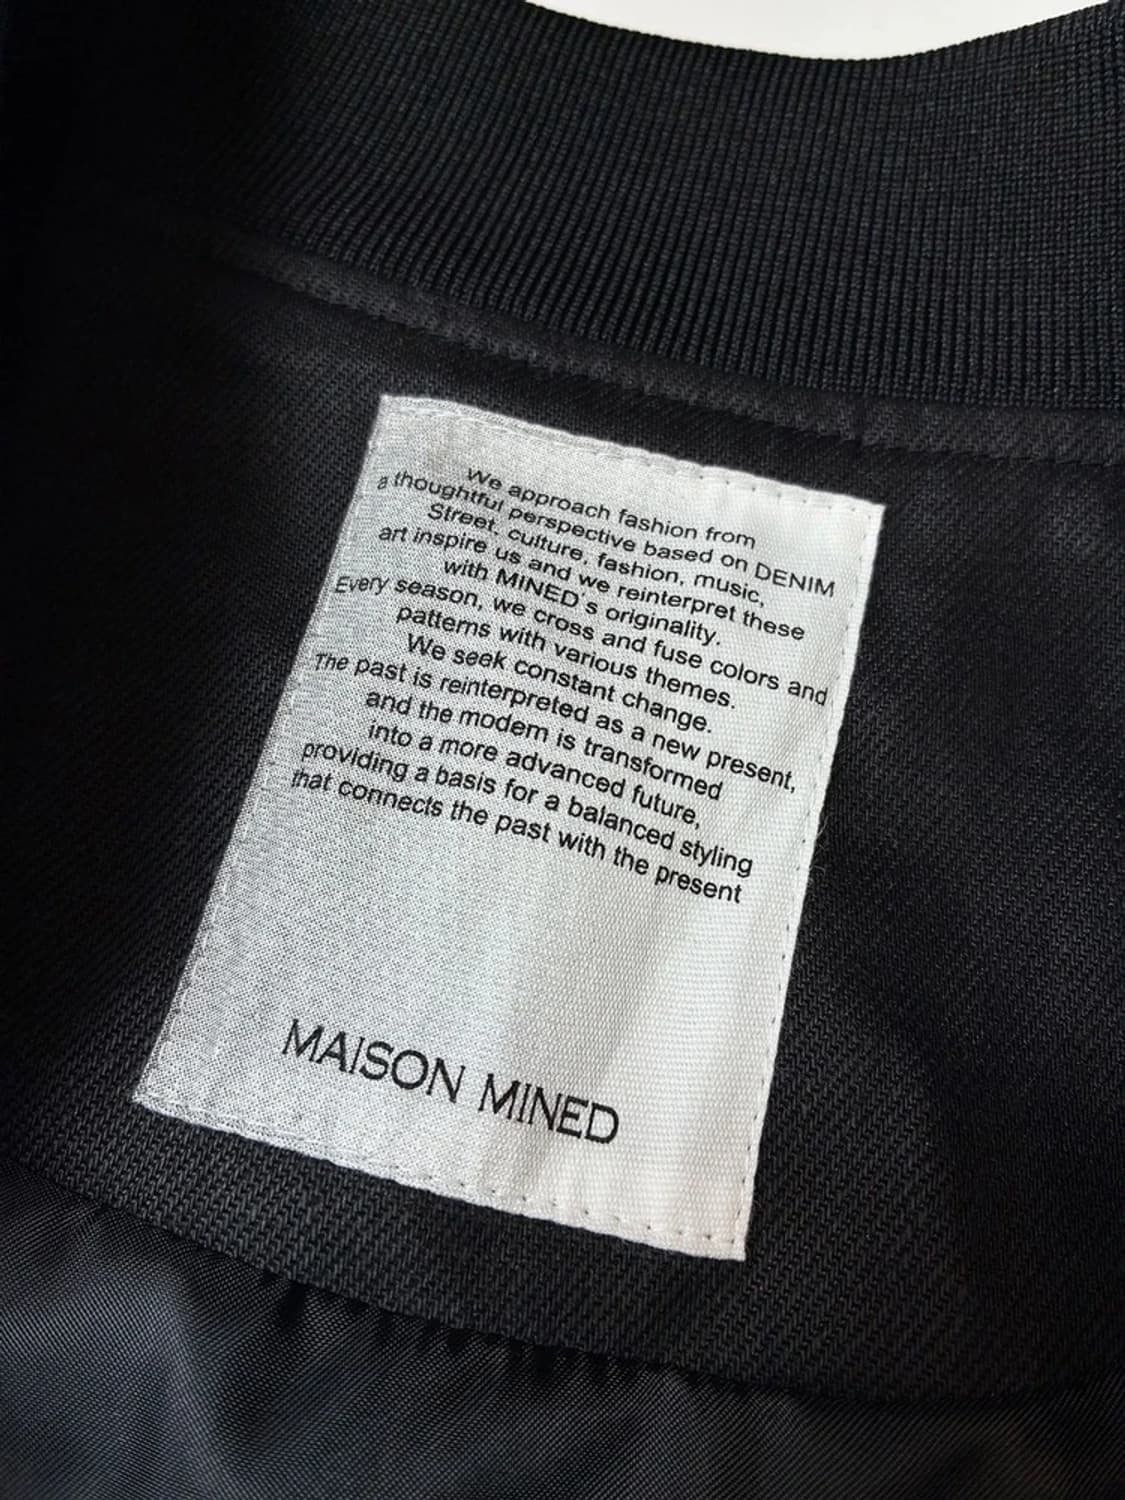 We approach fashion from
a thoughtful perspective based on DENIM
Street, culture, fashion, music,
art inspire us and we reinterpret these
with MINED's originality.
Every season, we cross and fuse colors and
patterns with various themes.
We seek constant change.
The past is reinterpreted as a new present,
and the modern is transformed
into a more advanced future,
providing a basis for a balanced styling
that connects the past with the present
MAISON MINED